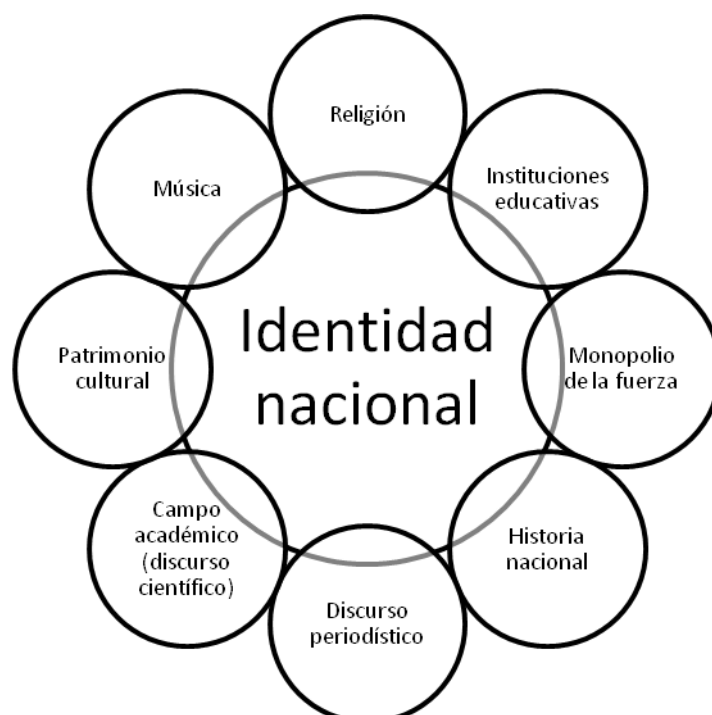 Religión
Música
Instituciones
educativas
Identidad
nacional
Patrimonio
cultural
Monopolio
de la fuerza
Campo
académico
(discurso
científico)
Historia
nacional
Discurso
periodístico